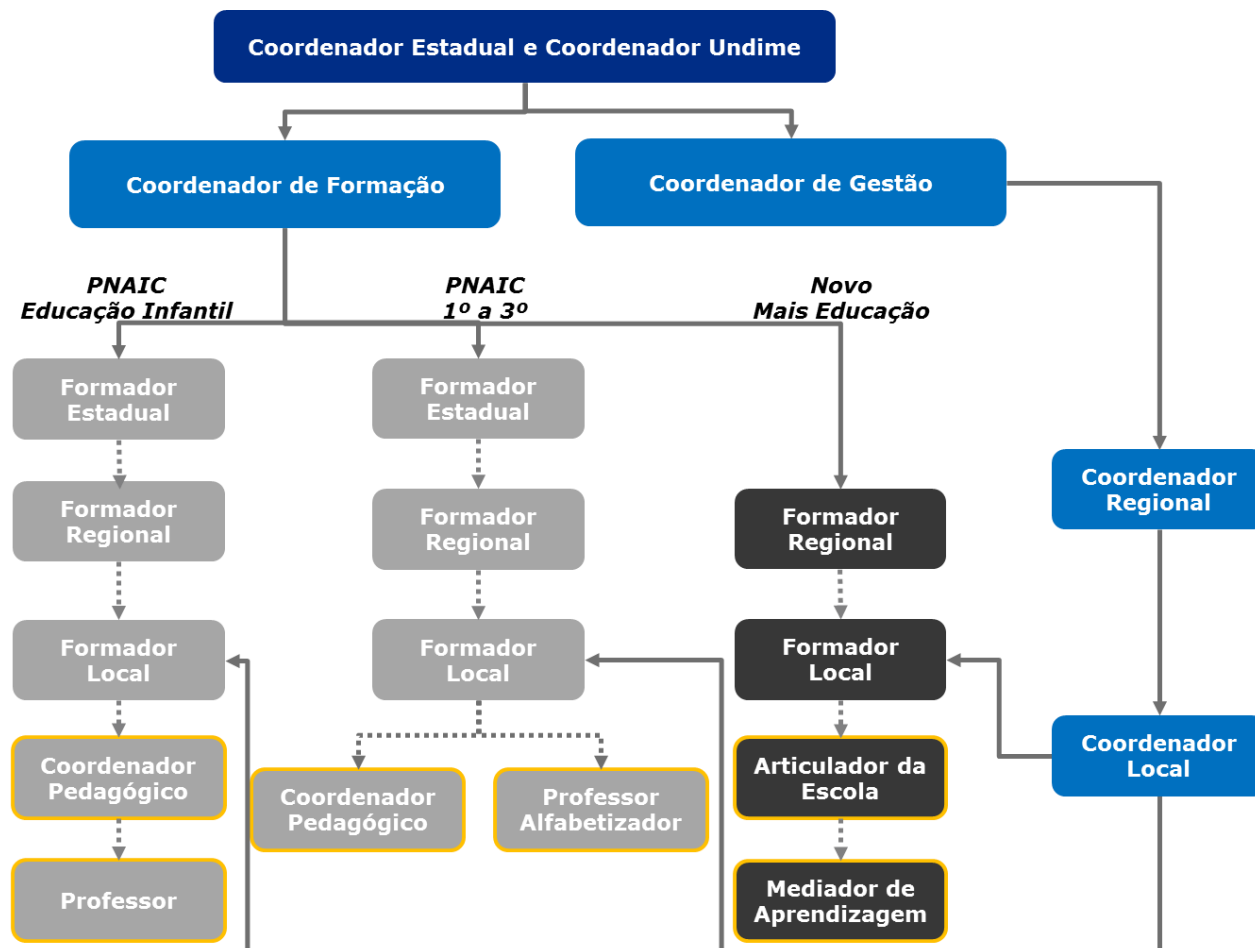 Coordenador Estadual e Coordenador Undime
Coordenador de Formação
Coordenador de Gestão
PNAIC
Educação Infantil
PNAIC
1º a 3º
Novo
Mais Educação
Formador
Estadual
Formador
Estadual
Formador
Regional
Formador
Regional
Formador
Regional
Coordenador
Regional
Formador
Local
Formador
Local
Formador
Local
Coordenador
Local
Coordenador
Pedagógico
Coordenador
Pedagógico
Professor
Alfabetizador
Articulador da
Escola
Professor
Mediador de
Aprendizagem